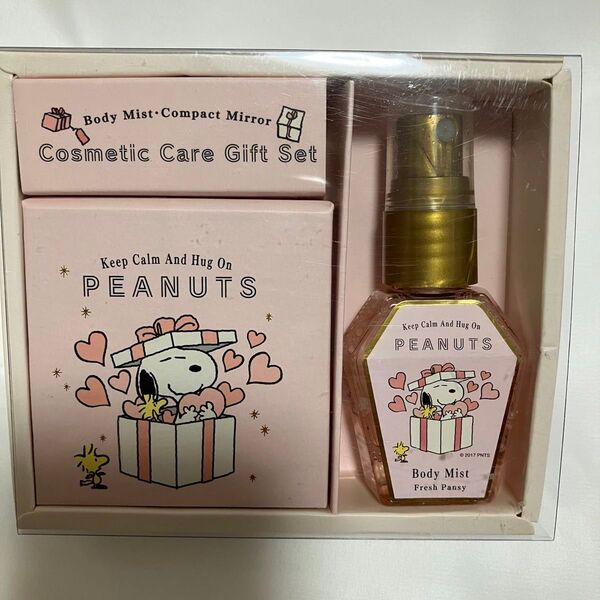 Body Mist・Compact Mirror
Cosmetic Care Gift Set
Keep Calm And Hug On
PEANUTS
Keep Calm And Hug On
PEANUTS
© 2017 PNTS
Body Mist
Fresh Pansy